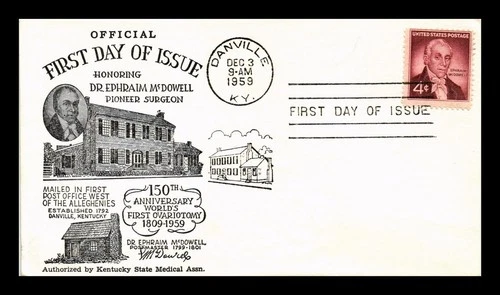 OFFICIAL
FIRST DAY OF ISSUE
HONORING
DR. EPHRAIM McDOWELL
PIONEER SURGEON
DANVILLE
DEC 3
9-AM
1959
KY.
UNITED STATES POSTAGE
EPHRAIM
McDOWELL
4¢
FIRST DAY OF ISSUE
MAILED IN FIRST
POST OFFICE WEST
OF THE ALLEGHENIES
ESTABLISHED 1792
DANVILLE, KENTUCKY
150TH
ANNIVERSARY
WORLD'S
FIRST OVARIOTOMY
1809-1959
DR. EPHRAIM McDOWELL,
POSTMASTER 1799-1801
Authorized by Kentucky State Medical Assn.